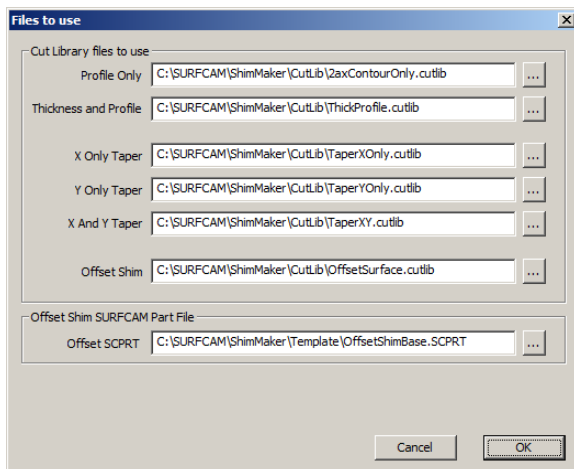 Files to use
Cut Library files to use
Profile Only C:\SURFCAM\ShimMaker\CutLib\2axContourOnly.cutlib ...
Thickness and Profile C:\SURFCAM\ShimMaker\CutLib\ThickProfile.cutlib ...
X Only Taper C:\SURFCAM\ShimMaker\CutLib\TaperXOnly.cutlib ...
Y Only Taper C:\SURFCAM\ShimMaker\CutLib\TaperYOnly.cutlib ...
X And Y Taper C:\SURFCAM\ShimMaker\CutLib\TaperXY.cutlib ...
Offset Shim C:\SURFCAM\ShimMaker\CutLib\OffsetSurface.cutlib ...
Offset Shim SURFCAM Part File
Offset SCPRT C:\SURFCAM\ShimMaker\Template\OffsetShimBase.SCPRT ...
Cancel OK